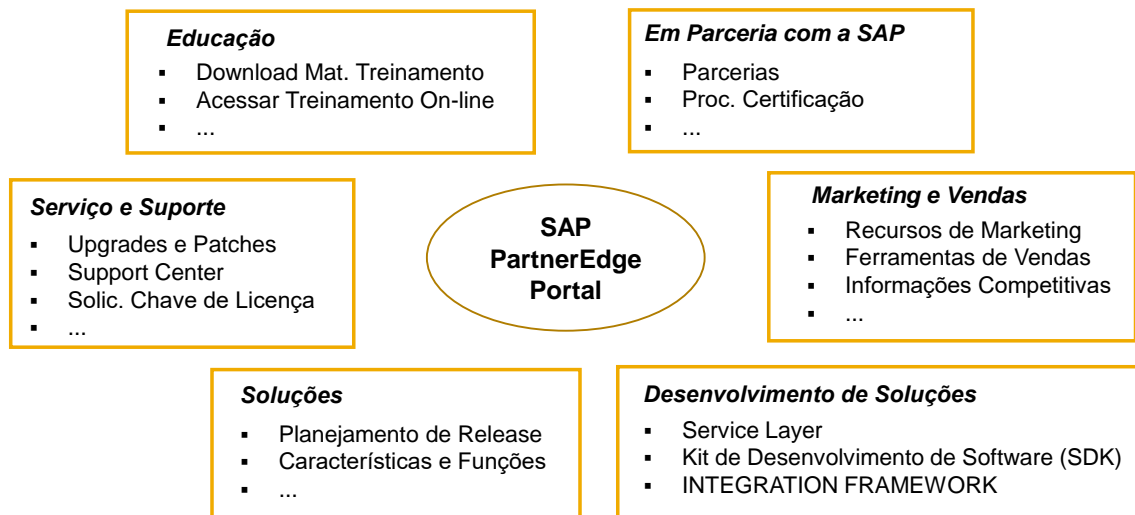 Educação
▪ Download Mat. Treinamento
▪ Acessar Treinamento On-line
▪ ...
Em Parceria com a SAP
▪ Parcerias
▪ Proc. Certificação
▪ ...
Serviço e Suporte
▪ Upgrades e Patches
▪ Support Center
▪ Solic. Chave de Licença
▪ ...
SAP
PartnerEdge
Portal
Marketing e Vendas
▪ Recursos de Marketing
▪ Ferramentas de Vendas
▪ Informações Competitivas
▪ ...
Soluções
▪ Planejamento de Release
▪ Características e Funções
▪ ...
Desenvolvimento de Soluções
▪ Service Layer
▪ Kit de Desenvolvimento de Software (SDK)
▪ INTEGRATION FRAMEWORK